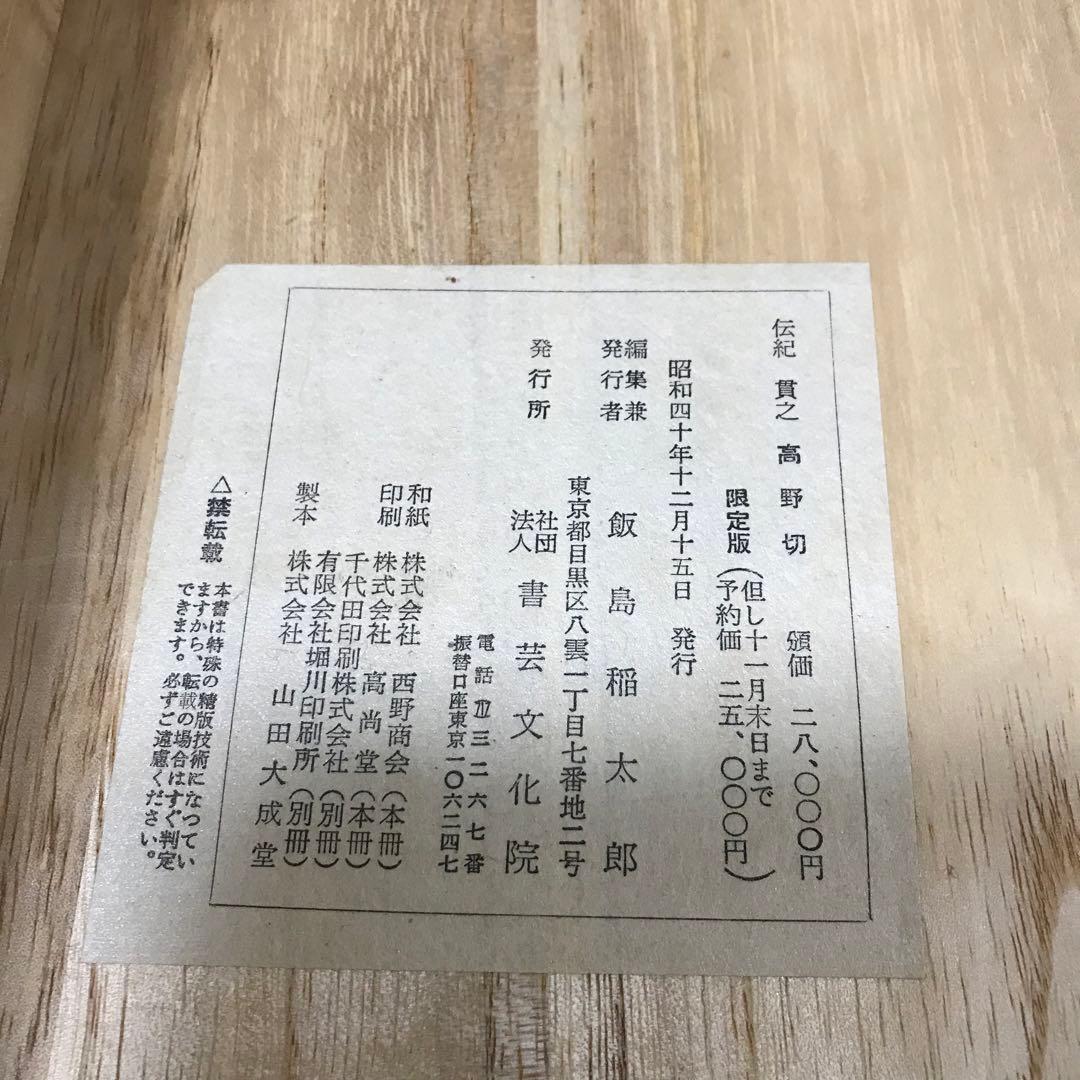 伝紀 貫之 高野切 頒価 二八、〇〇〇円
限定版(但し十一月末日まで
予約価 二五、〇〇〇円)
昭和四十年十二月十五日 発行
編集兼
発行者 飯島稲太郎
東京都目黒区八雲一丁目七番地二号
発行所 社団
法人 書芸文化院
電話 三二六七番
振替口座東京一〇六二四七
和紙 株式会社 西野商会(本冊)
印刷 株式会社 高尚堂(本冊)
千代田印刷株式会社(別冊)
有限会社堀川印刷所(別冊)
製本 株式会社 山田大成堂
△禁転載 本書は特殊の精版技術になつてい
ますから、転載の場合はすぐ判定
できます。必ずご遠慮ください。